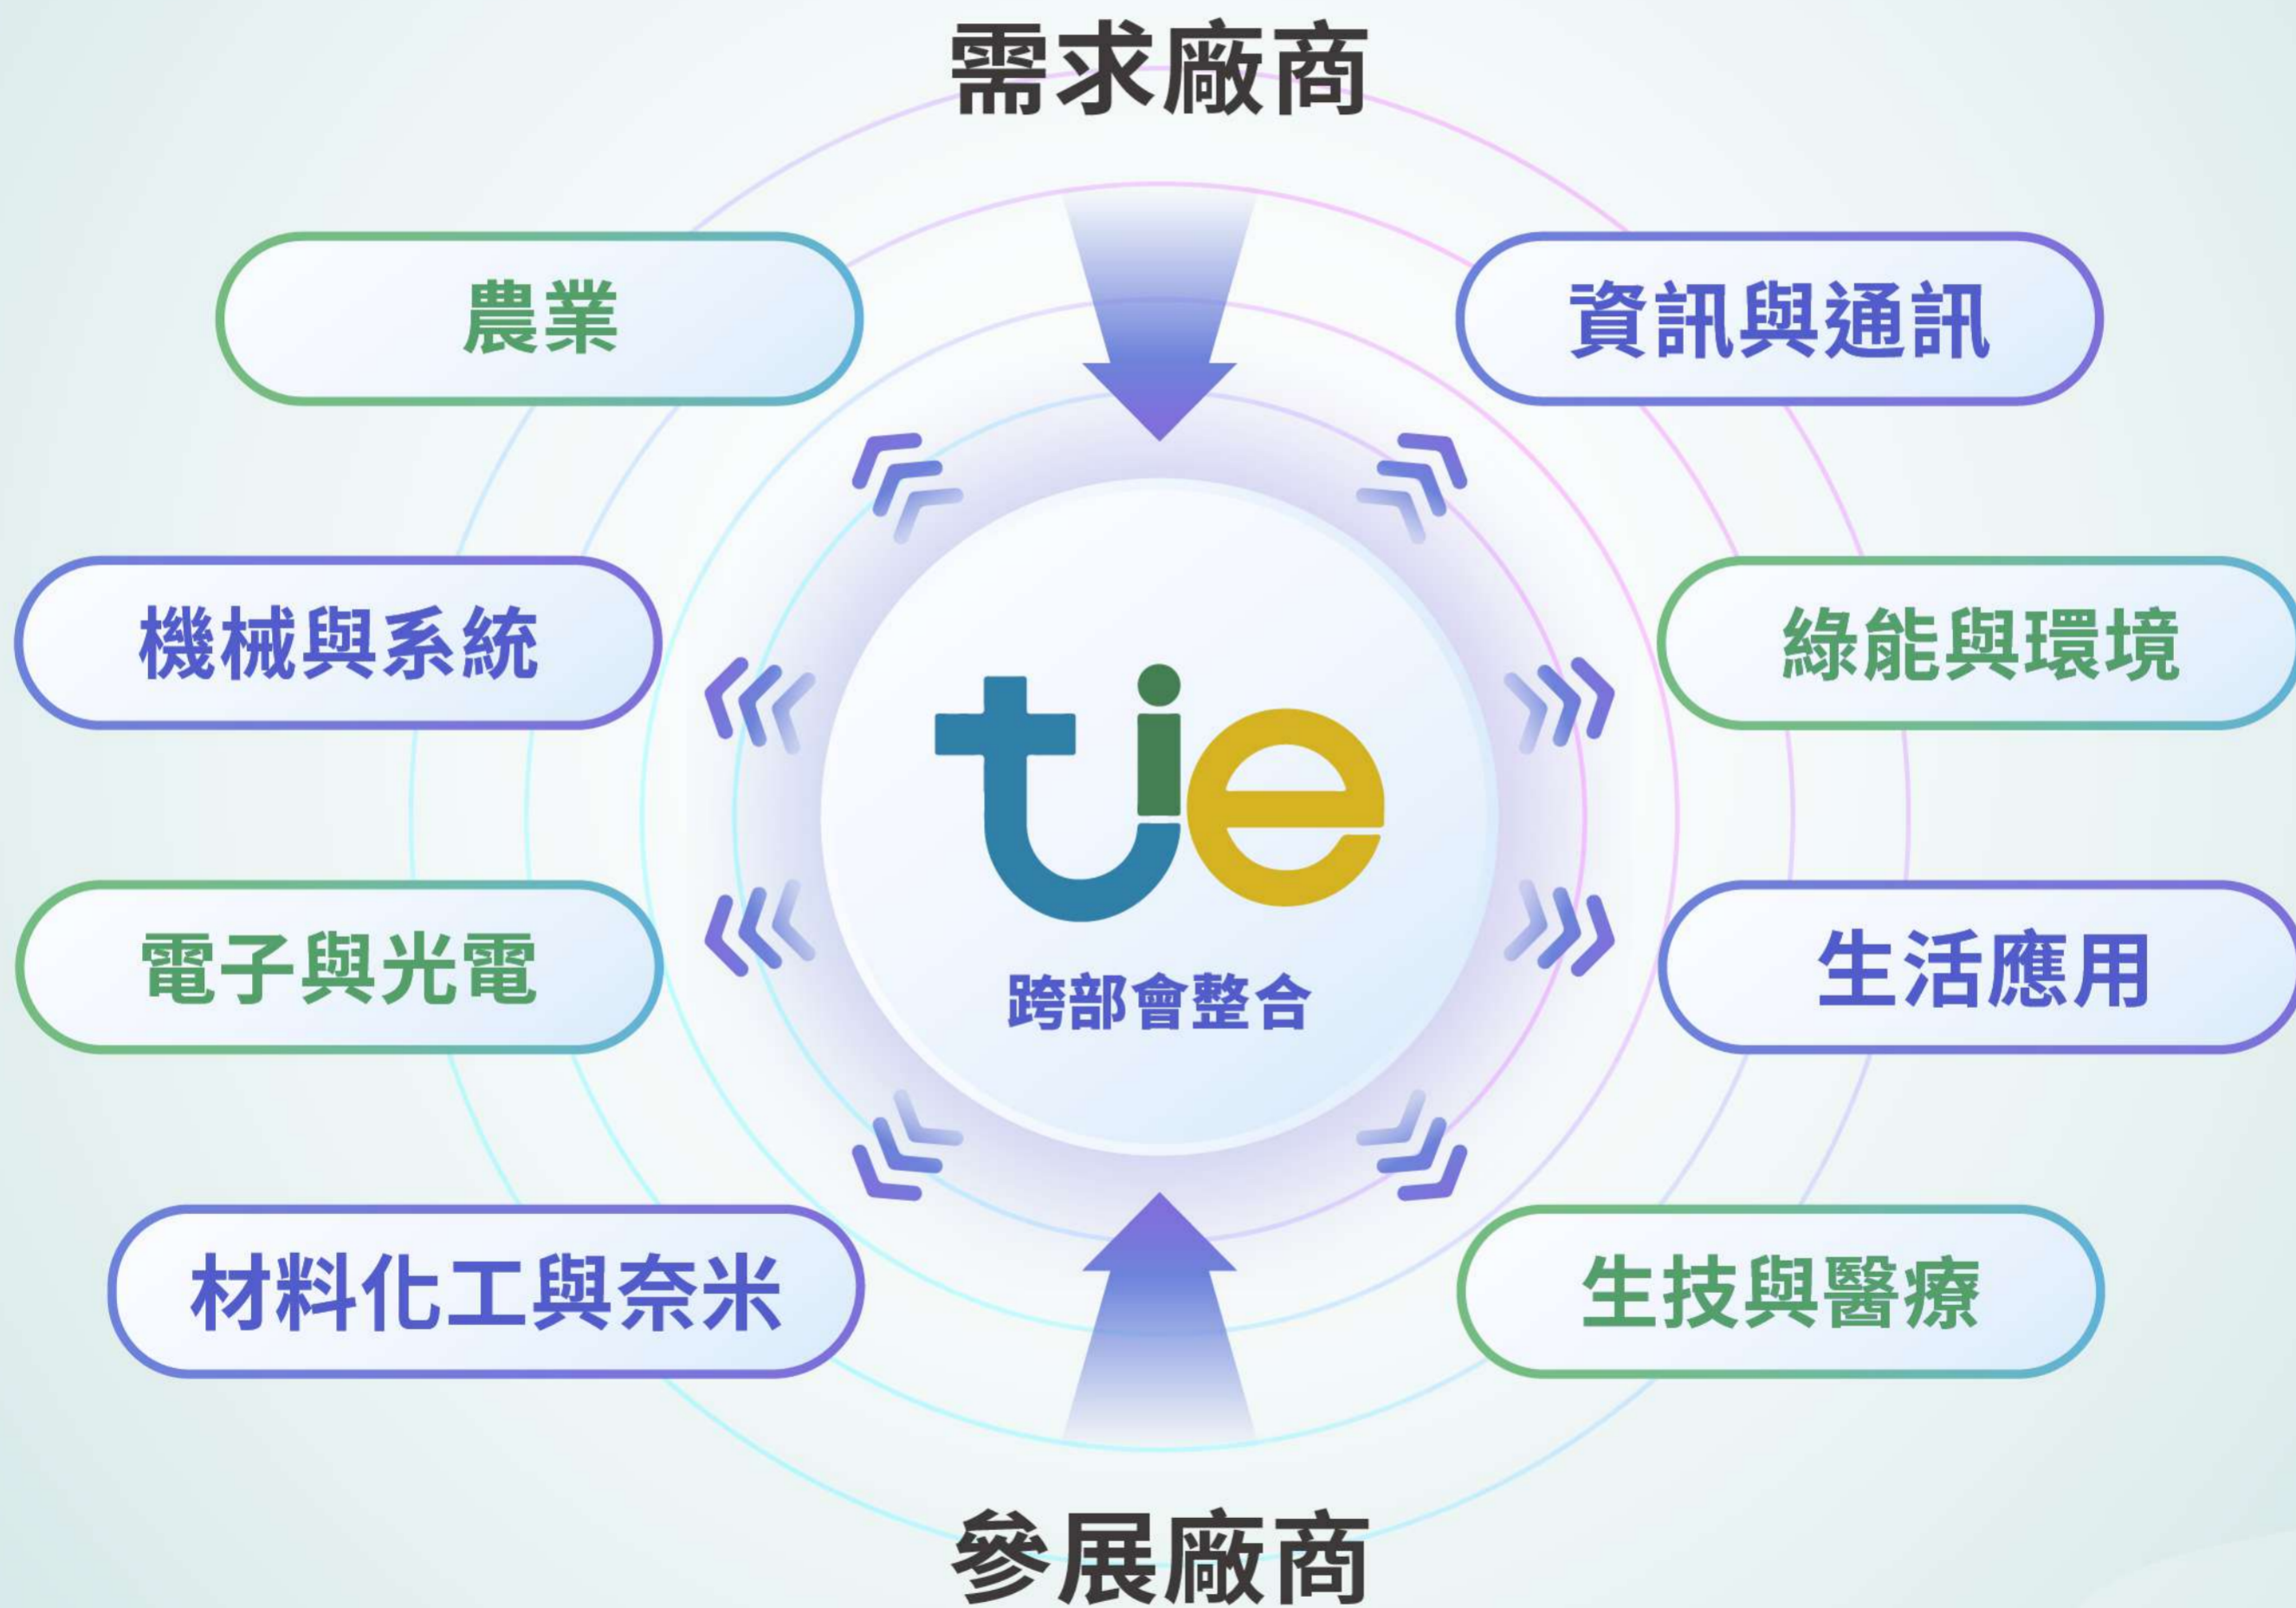 需求廠商
農業
資訊與通訊
機械與系統
綠能與環境
tie
跨部會整合
電子與光電
生活應用
材料化工與奈米
生技與醫療
參展廠商